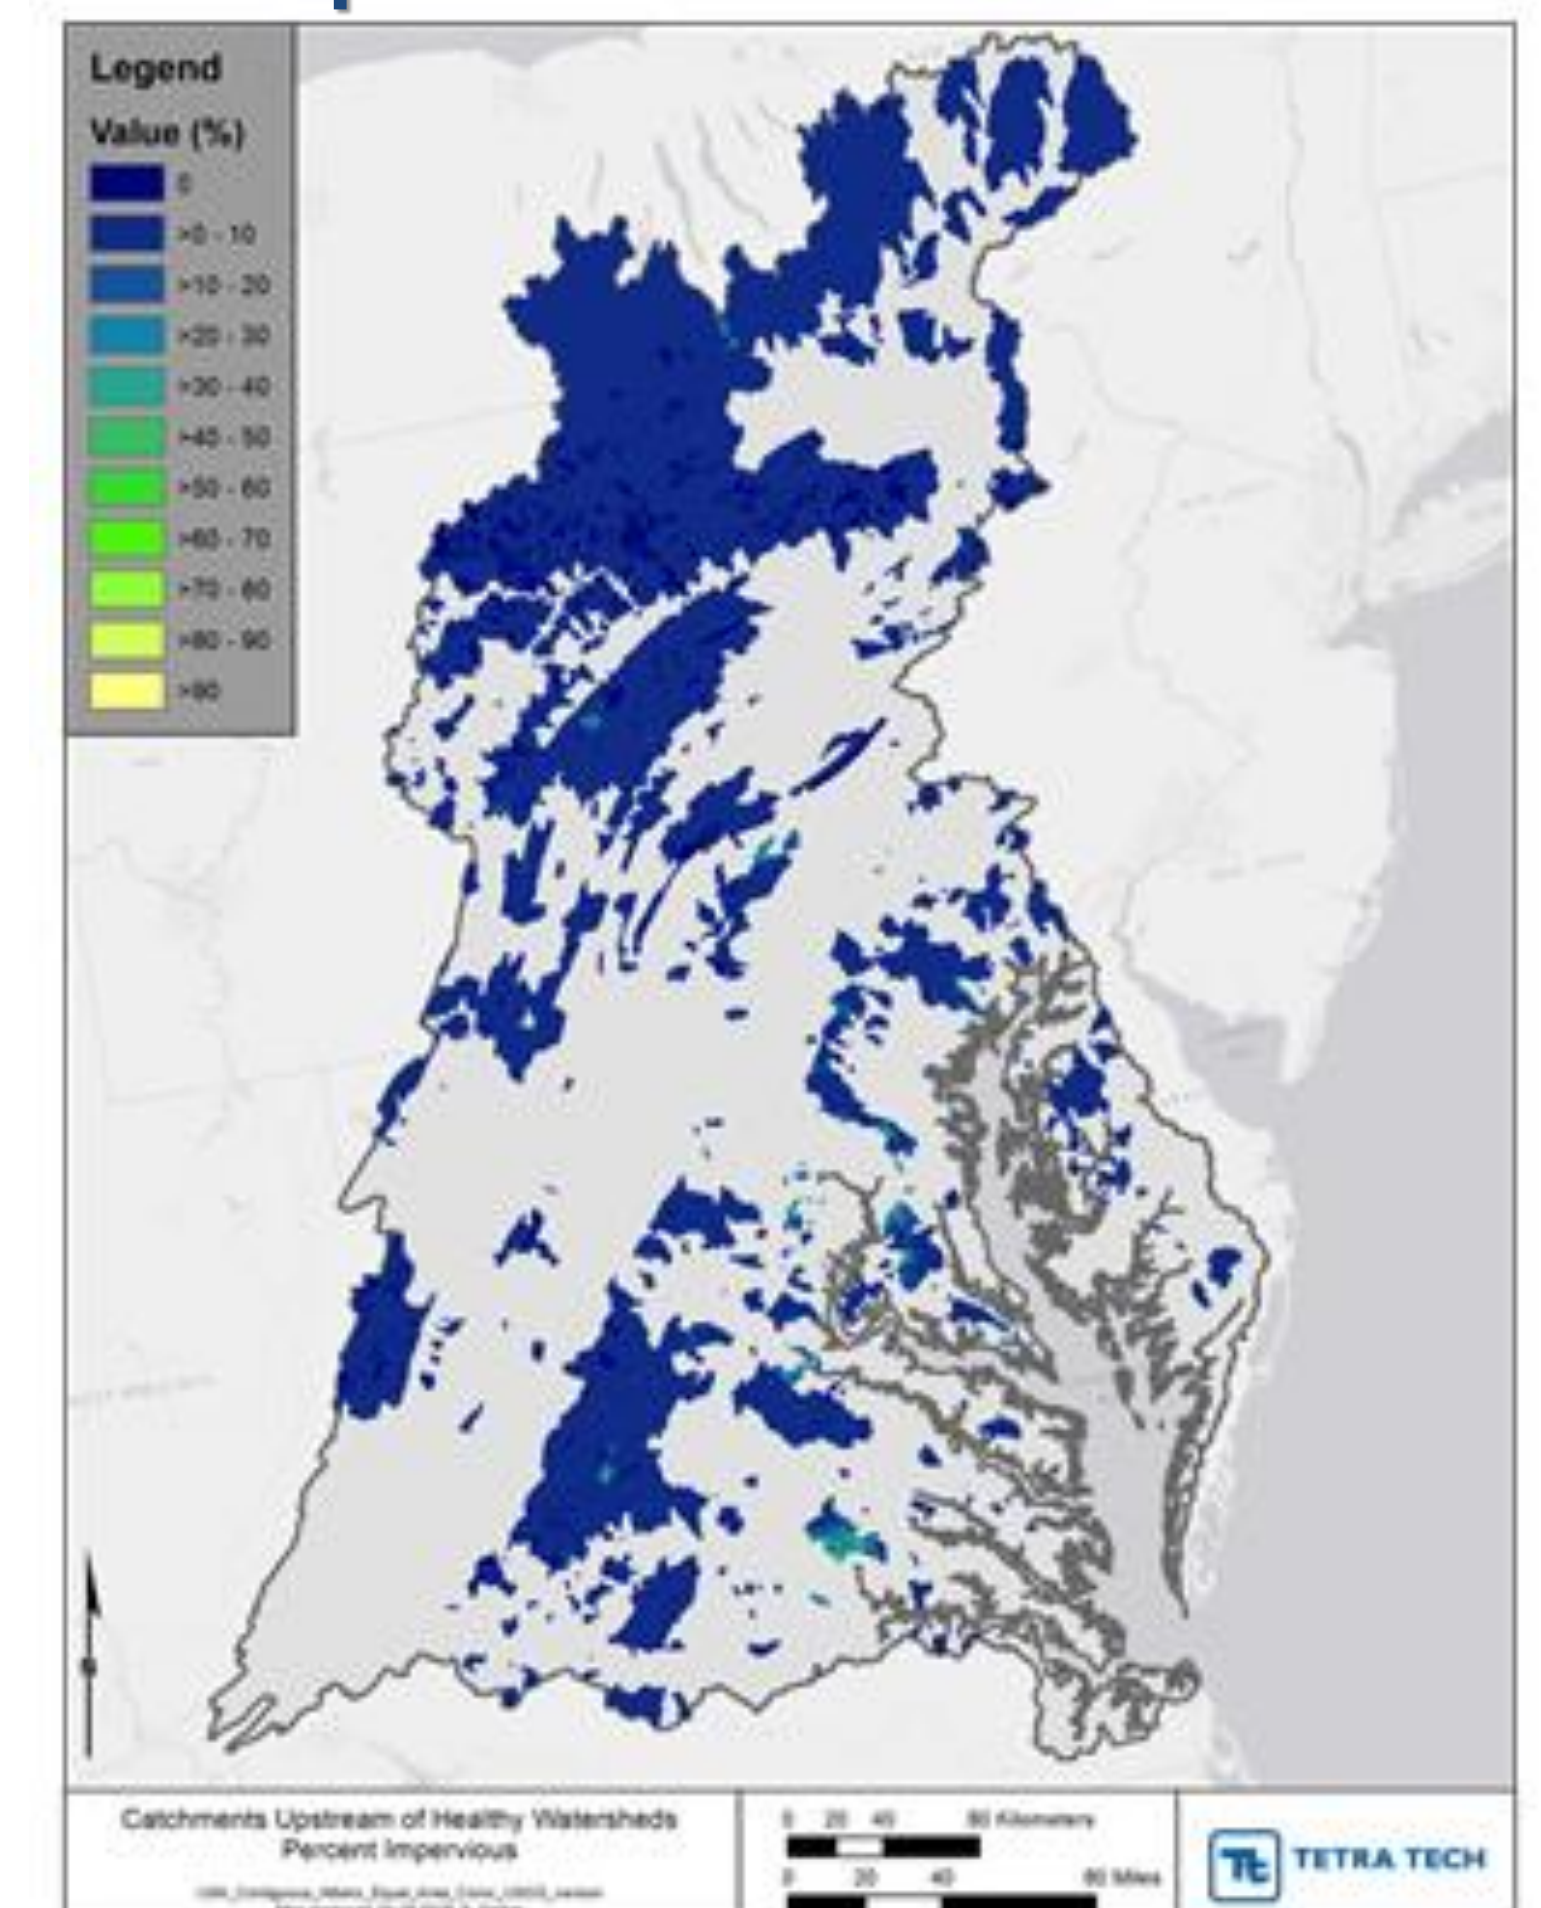 Legend
Value (%)
0
>0 - 10
>10 - 20
>20 - 30
>30 - 40
>40 - 50
>50 - 60
>60 - 70
>70 - 80
>80 - 90
>90
Catchments Upstream of Healthy Watersheds
Percent Impervious
0 20 40 80 Kilometers
0 20 40 80 Miles
TETRA TECH